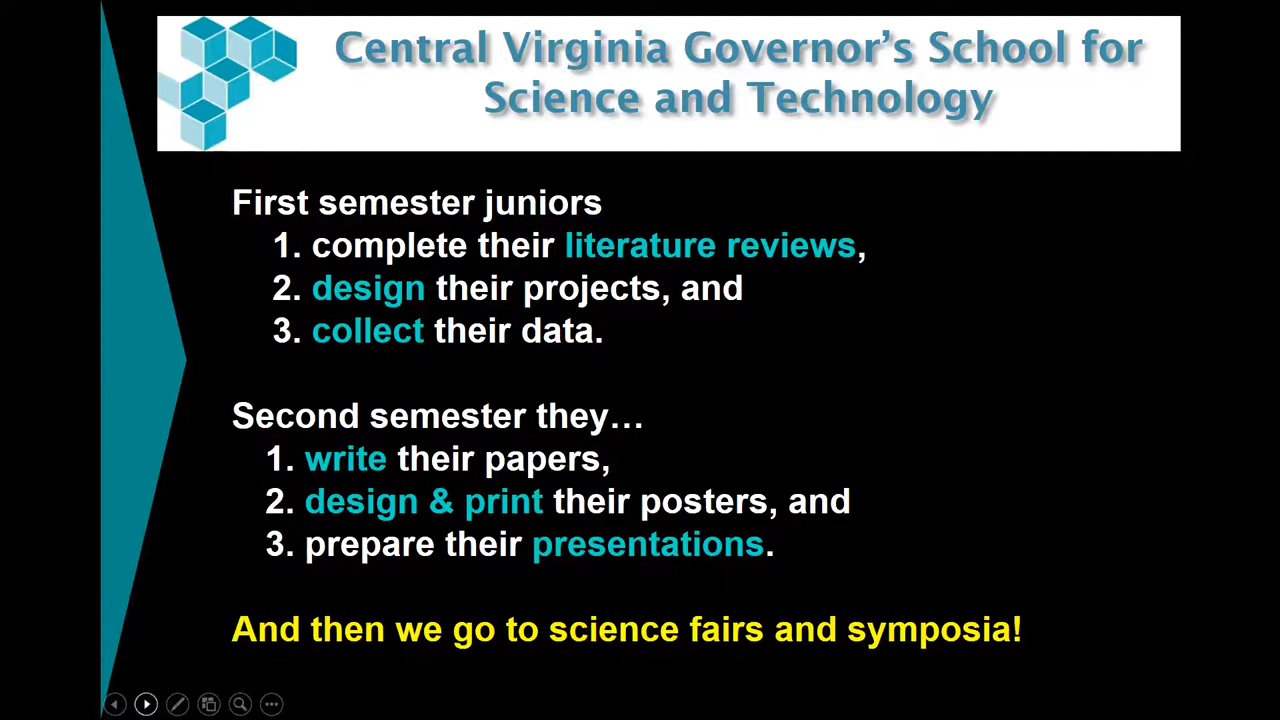 Central Virginia Governor’s School for
Science and Technology
First semester juniors
1. complete their literature reviews,
2. design their projects, and
3. collect their data.
Second semester they…
1. write their papers,
2. design & print their posters, and
3. prepare their presentations.
And then we go to science fairs and symposia!